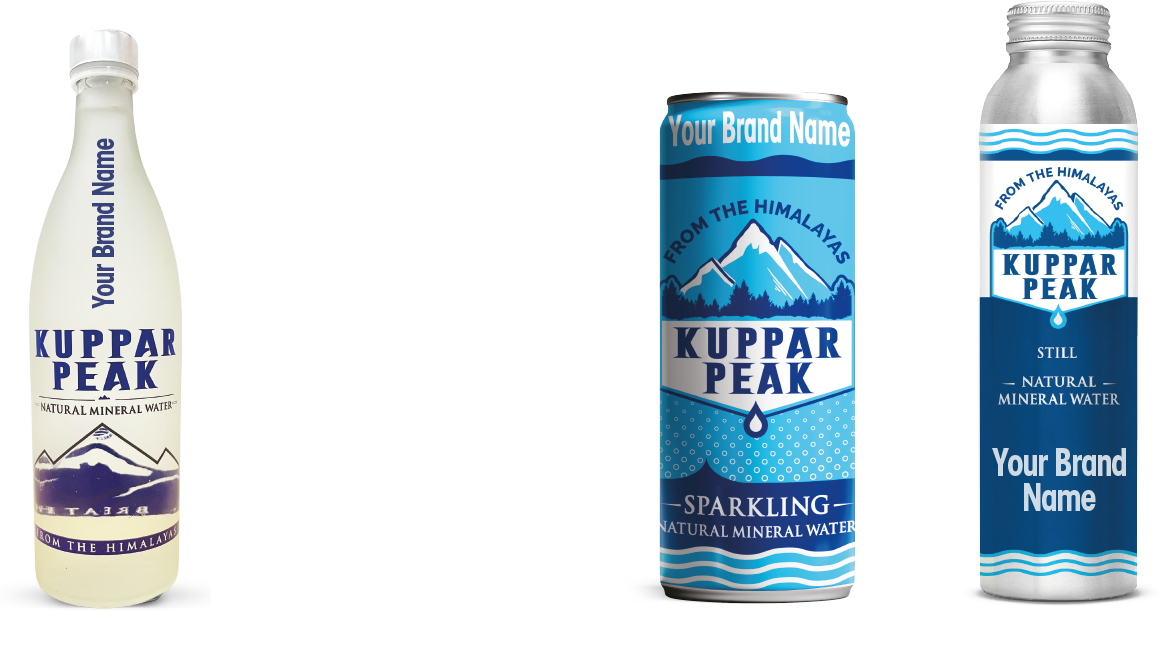 Your Brand Name
KUPPAR
PEAK
NATURAL MINERAL WATER
FROM THE HIMALAYAS
Your Brand Name
FROM THE HIMALAYAS
KUPPAR
PEAK
SPARKLING
NATURAL MINERAL WATER
FROM THE HIMALAYAS
KUPPAR
PEAK
STILL
NATURAL
MINERAL WATER
Your Brand
Name